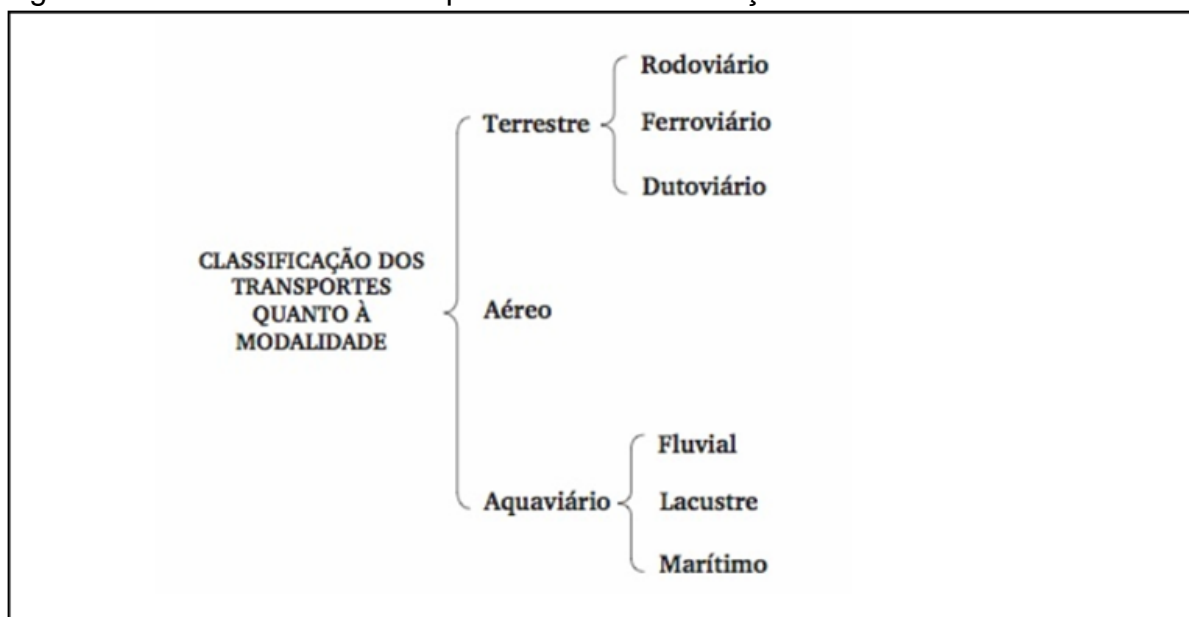 Rodoviário
Terrestre
Ferroviário
Dutoviário
CLASSIFICAÇÃO DOS
TRANSPORTES
QUANTO À
MODALIDADE
Aéreo
Fluvial
Aquaviário
Lacustre
Marítimo